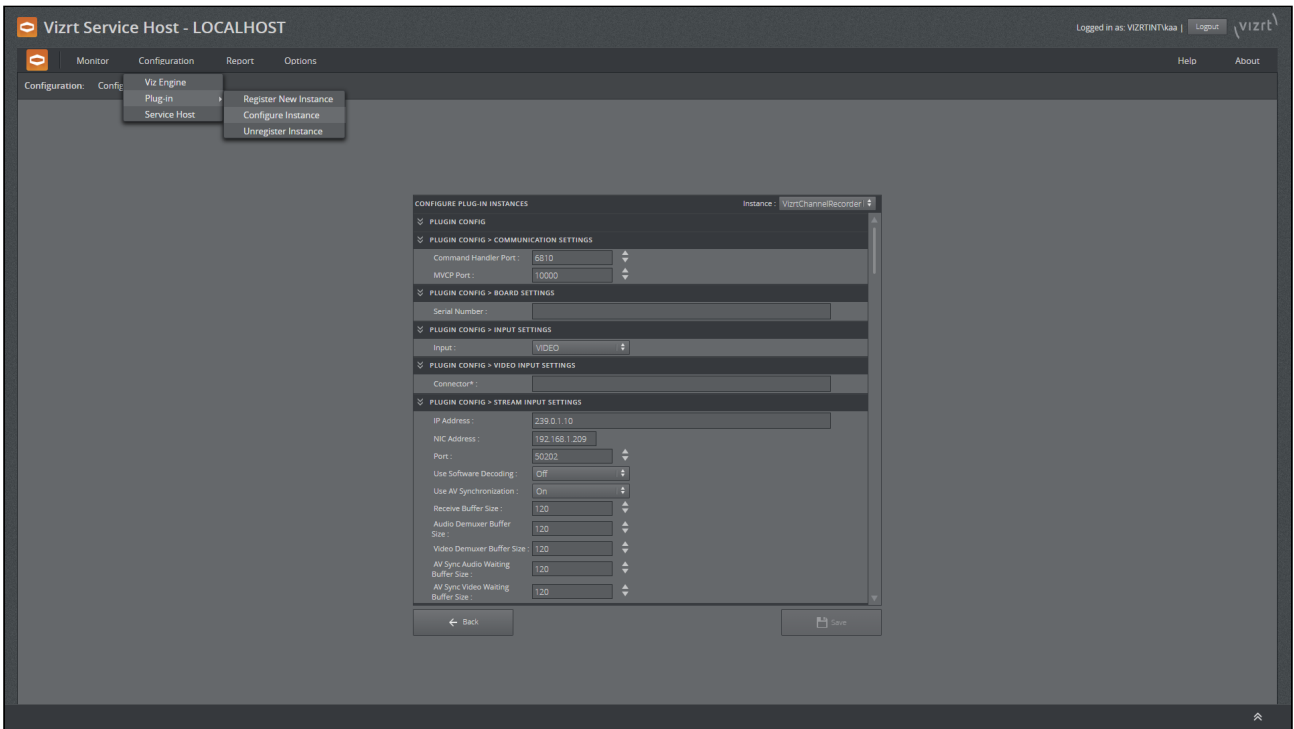 Vizrt Service Host - LOCALHOST
Logged in as: VIZRTINT\kaa | Logout vizrt
Monitor Configuration Report Options Help About
Configuration: Config
Viz Engine
Plug-in
Service Host
Register New Instance
Configure Instance
Unregister Instance
CONFIGURE PLUG-IN INSTANCES Instance : VizrtChannelRecorder
PLUGIN CONFIG
PLUGIN CONFIG > COMMUNICATION SETTINGS
Command Handler Port : 6810
MVCP Port : 10000
PLUGIN CONFIG > BOARD SETTINGS
Serial Number :
PLUGIN CONFIG > INPUT SETTINGS
Input : VIDEO
PLUGIN CONFIG > VIDEO INPUT SETTINGS
Connector* :
PLUGIN CONFIG > STREAM INPUT SETTINGS
IP Address : 239.0.1.10
NIC Address : 192.168.1.209
Port : 50202
Use Software Decoding : Off
Use AV Synchronization : On
Receive Buffer Size : 120
Audio Demuxer Buffer
Size : 120
Video Demuxer Buffer Size : 120
AV Sync Audio Waiting
Buffer Size : 120
AV Sync Video Waiting
Buffer Size : 120
Back Save